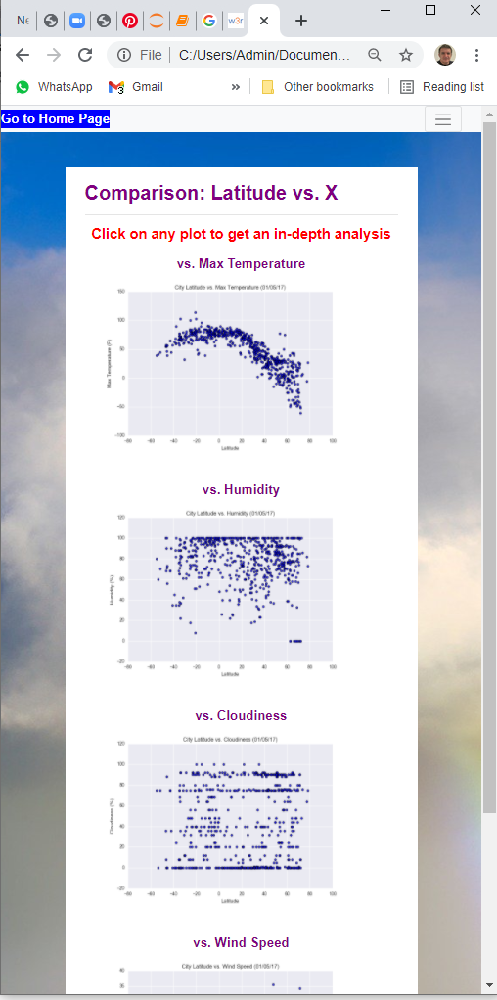 Ne
w3r
File
C:/Users/Admin/Documen...
WhatsApp
Gmail
»
Other bookmarks
Reading list
Go to Home Page
Comparison: Latitude vs. X
Click on any plot to get an in-depth analysis
vs. Max Temperature
City Latitude vs. Max Temperature (01/05/17)
150
100
50
0
-50
-100
Max Temperature (F)
-80 -60 -40 -20 0 20 40 60 80 100
Latitude
vs. Humidity
City Latitude vs. Humidity (01/05/17)
120
100
80
60
40
20
0
-20
Humidity (%)
-80 -60 -40 -20 0 20 40 60 80 100
Latitude
vs. Cloudiness
City Latitude vs. Cloudiness (01/05/17)
120
100
80
60
40
20
0
-20
Cloudiness (%)
-80 -60 -40 -20 0 20 40 60 80 100
Latitude
vs. Wind Speed
City Latitude vs. Wind Speed (01/05/17)
40
35